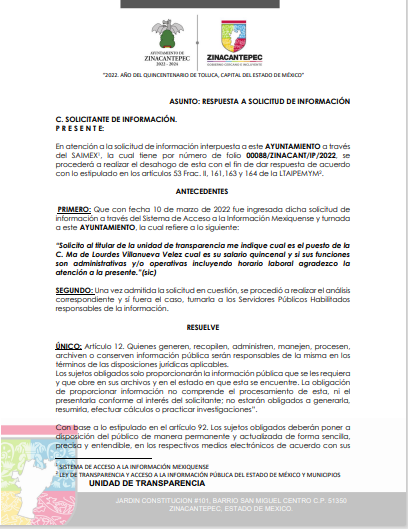 AYUNTAMIENTO DE
ZINACANTEPEC
2022 - 2024
ZINACANTEPEC
"2022. AÑO DEL QUINCENTENARIO DE TOLUCA, CAPITAL DEL ESTADO DE MÉXICO"
ASUNTO: RESPUESTA A SOLICITUD DE INFORMACIÓN
C. SOLICITANTE DE INFORMACIÓN.
P R E S E N T E:
En atención a la solicitud de información interpuesta a este AYUNTAMIENTO a través
del SAIMEX¹, la cual tiene por número de folio 00088/ZINACANT/IP/2022, se
procederá a realizar el desahogo de esta con el fin de dar respuesta de acuerdo
con lo estipulado en los artículos 53 Frac. II, 161,163 y 164 de la LTAIPEMYM².
ANTECEDENTES
PRIMERO: Que con fecha 10 de marzo de 2022 fue ingresada dicha solicitud de
información a través del Sistema de Acceso a la Información Mexiquense y turnada
a este AYUNTAMIENTO, la cual refiere a lo siguiente:
"Solicito al titular de la unidad de transparencia me indique cual es el puesto de la
C. Ma de Lourdes Villanueva Velez cual es su salario quincenal y si sus funciones
son administrativas y/o operativas incluyendo horario laboral agradezco la
atención a la presente."(sic)
SEGUNDO: Una vez admitida la solicitud en cuestión, se procedió a realizar el análisis
correspondiente y sí fuera el caso, turnarla a los Servidores Públicos Habilitados
responsables de la información.
RESUELVE
ÚNICO: Artículo 12. Quienes generen, recopilen, administren, manejen, procesen,
archiven o conserven información pública serán responsables de la misma en los
términos de las disposiciones jurídicas aplicables.
Los sujetos obligados solo proporcionarán la información pública que se les requiera
y que obre en sus archivos y en el estado en que esta se encuentre. La obligación
de proporcionar información no comprende el procesamiento de esta, ni el
presentarla conforme al interés del solicitante; no estarán obligados a generarla,
resumirla, efectuar cálculos o practicar investigaciones".
Con base a lo estipulado en el artículo 92. Los sujetos obligados deberán poner a
disposición del público de manera permanente y actualizada de forma sencilla,
precisa y entendible, en los respectivos medios electrónicos de acuerdo con sus
¹ SISTEMA DE ACCESO A LA INFORMACIÓN MEXIQUENSE
² LEY DE TRANSPARENCIA Y ACCESO A LA INFORMACIÓN PÚBLICA DEL ESTADO DE MÉXICO Y MUNICIPIOS
UNIDAD DE TRANSPARENCIA
JARDIN CONSTITUCION #101, BARRIO SAN MIGUEL CENTRO C.P. 51350
ZINACANTEPEC, ESTADO DE MEXICO.